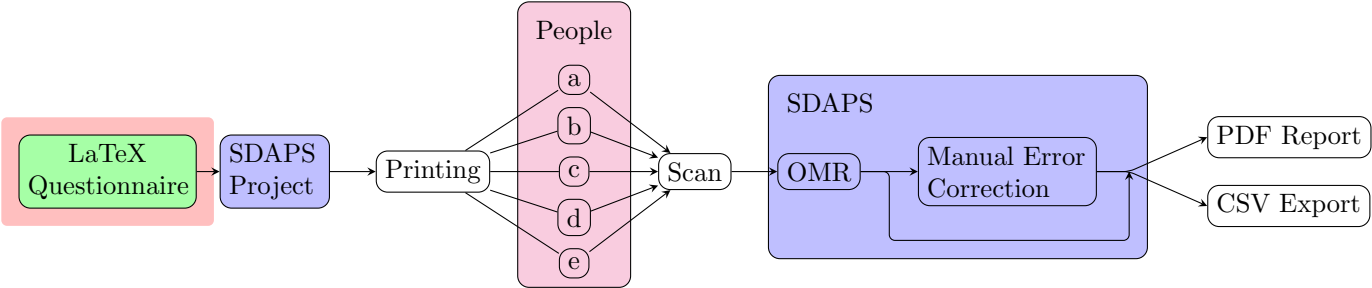 LaTeX
Questionnaire
SDAPS
Project
Printing
People
a
b
c
d
e
Scan
SDAPS
OMR
Manual Error
Correction
PDF Report
CSV Export